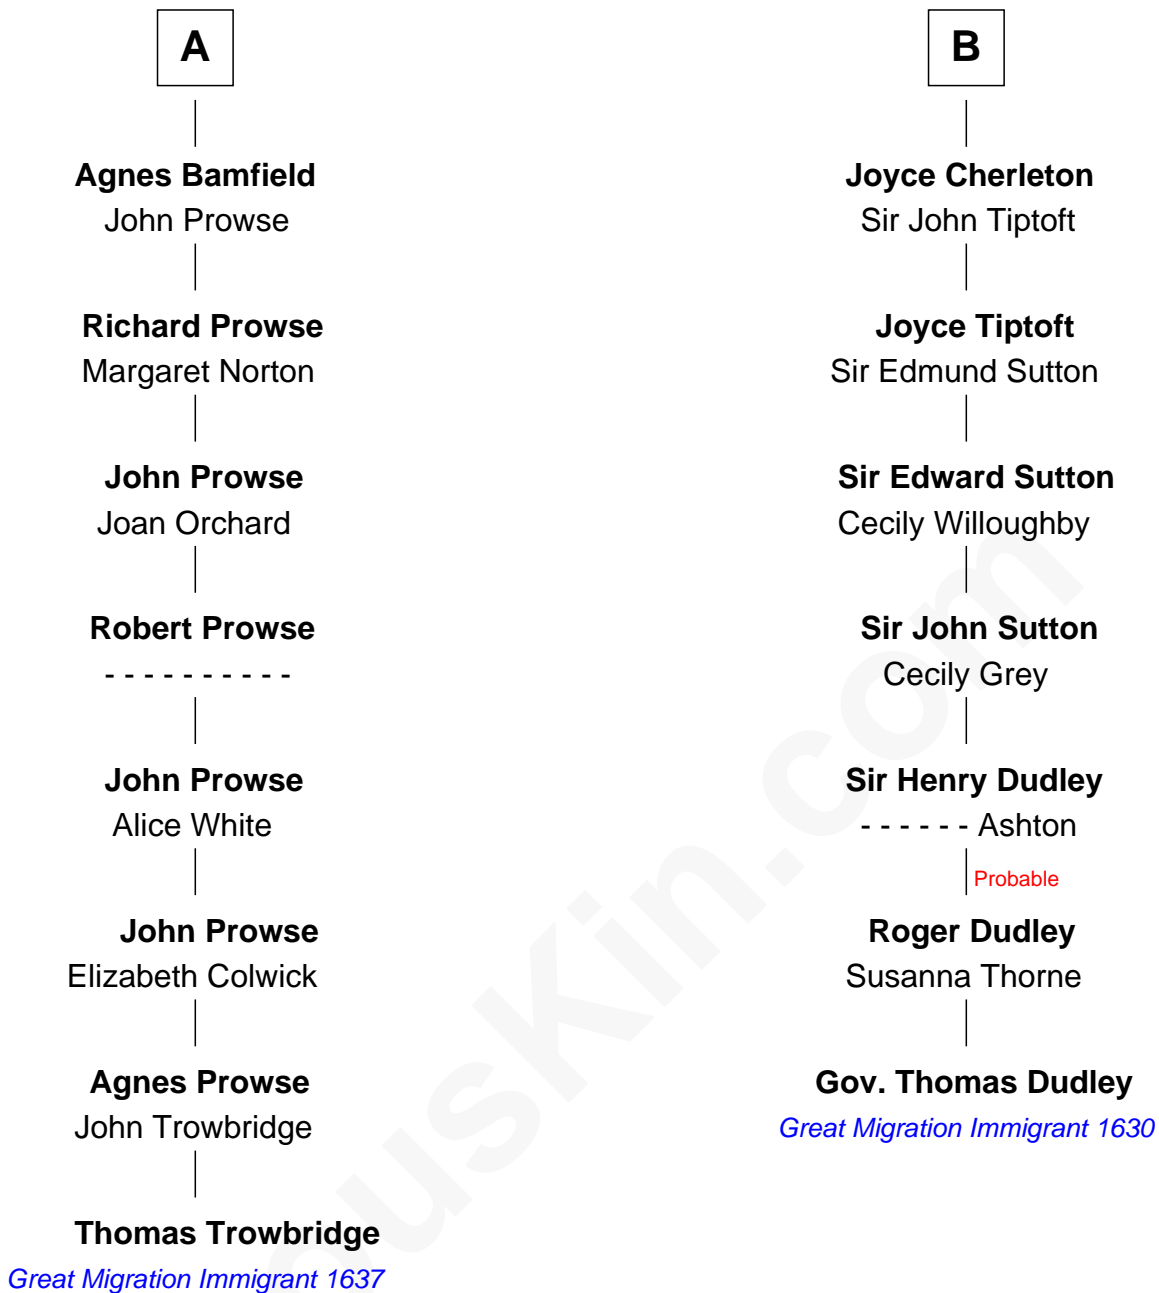 A
Agnes Bamfield
John Prowse
Richard Prowse
Margaret Norton
John Prowse
Joan Orchard
Robert Prowse
- - - - - - - - - -
John Prowse
Alice White
John Prowse
Elizabeth Colwick
Agnes Prowse
John Trowbridge
Thomas Trowbridge
Great Migration Immigrant 1637
B
Joyce Cherleton
Sir John Tiptoft
Joyce Tiptoft
Sir Edmund Sutton
Sir Edward Sutton
Cecily Willoughby
Sir John Sutton
Cecily Grey
Sir Henry Dudley
- - - - - - Ashton
Probable
Roger Dudley
Susanna Thorne
Gov. Thomas Dudley
Great Migration Immigrant 1630
ousKin.com